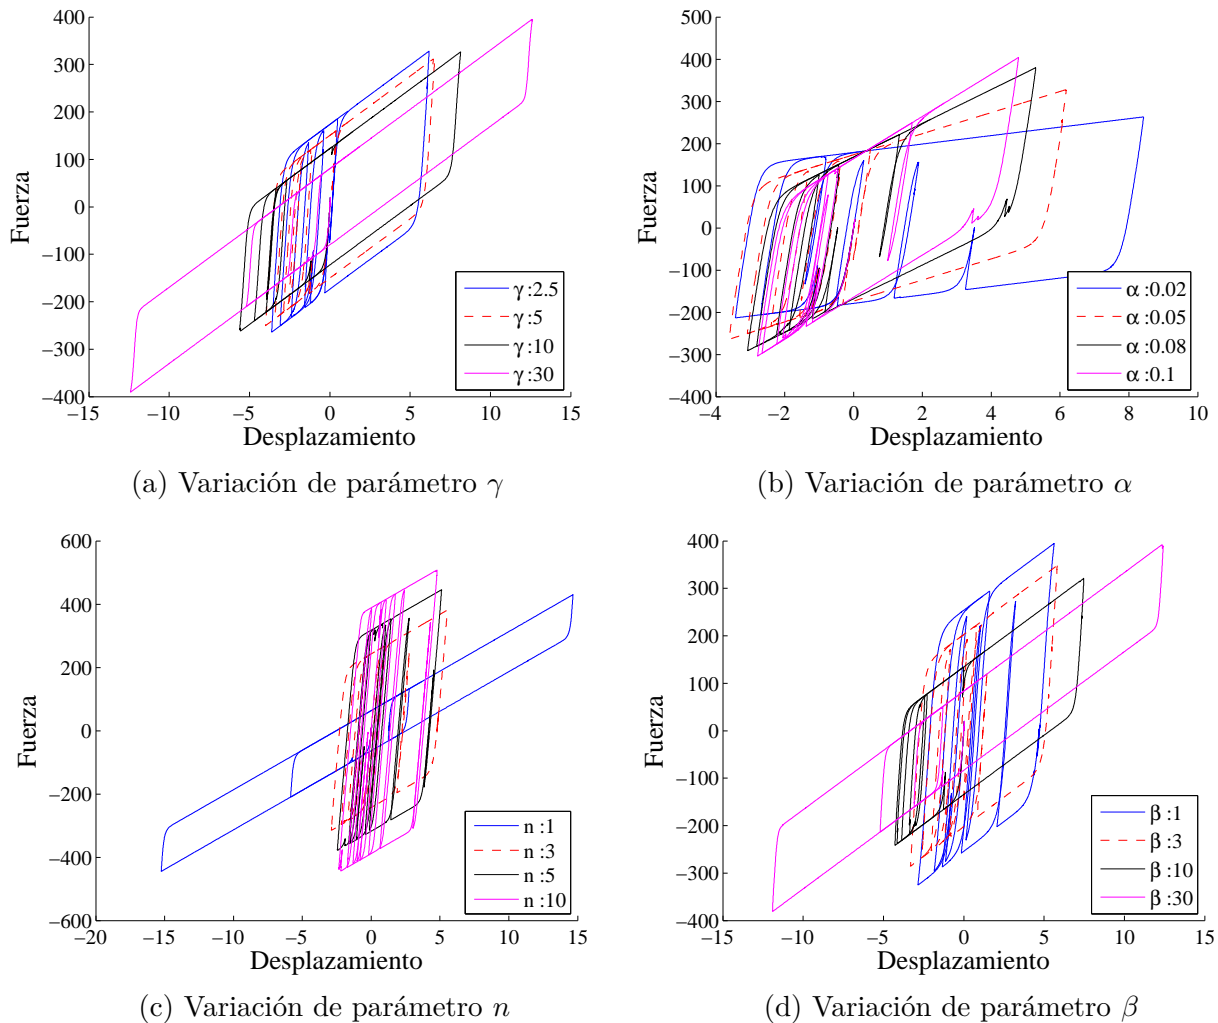 400
300
200
100
0
−100
−200
−300
−400
−15
−10
−5
0
5
10
15
Fuerza
Desplazamiento
γ :2.5
γ :5
γ :10
γ :30
(a) Variación de parámetro γ
500
400
300
200
100
0
−100
−200
−300
−400
−4
−2
0
2
4
6
8
10
Fuerza
Desplazamiento
α :0.02
α :0.05
α :0.08
α :0.1
(b) Variación de parámetro α
600
400
200
0
−200
−400
−600
−20
−15
−10
−5
0
5
10
15
Fuerza
Desplazamiento
n :1
n :3
n :5
n :10
(c) Variación de parámetro n
400
300
200
100
0
−100
−200
−300
−400
−15
−10
−5
0
5
10
15
Fuerza
Desplazamiento
β :1
β :3
β :10
β :30
(d) Variación de parámetro β